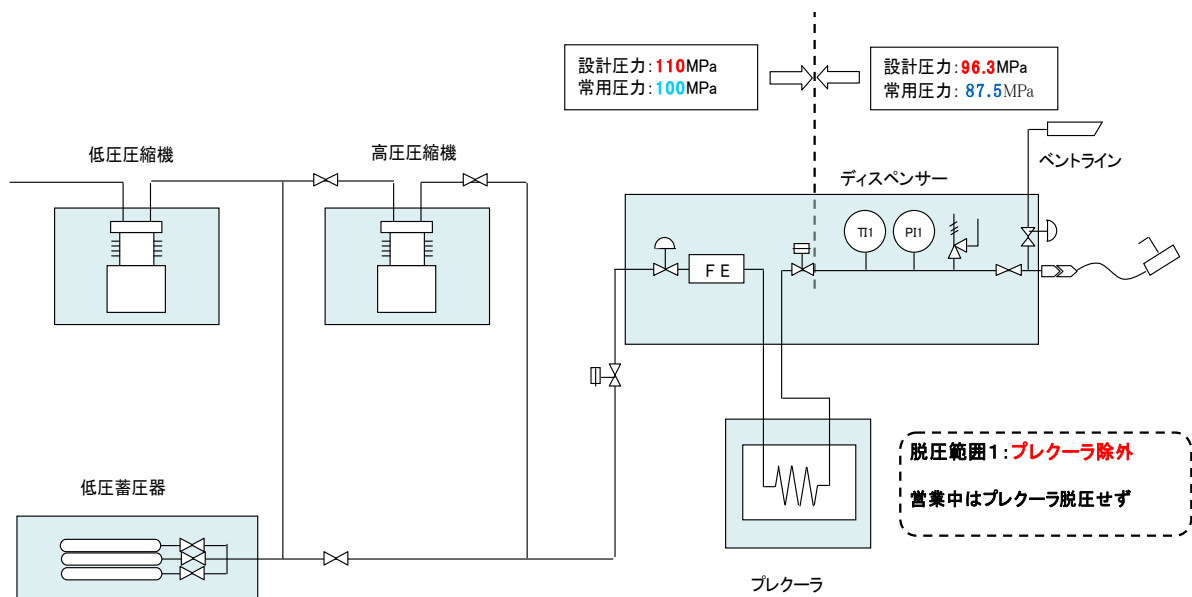 設計圧力:110MPa
常用圧力:100MPa
設計圧力:96.3MPa
常用圧力: 87.5MPa
低圧圧縮機
高圧圧縮機
ベントライン
ディスペンサー
TI1
PI1
ＦＥ
脱圧範囲1:プレクーラ除外
営業中はプレクーラ脱圧せず
低圧蓄圧器
プレクーラ